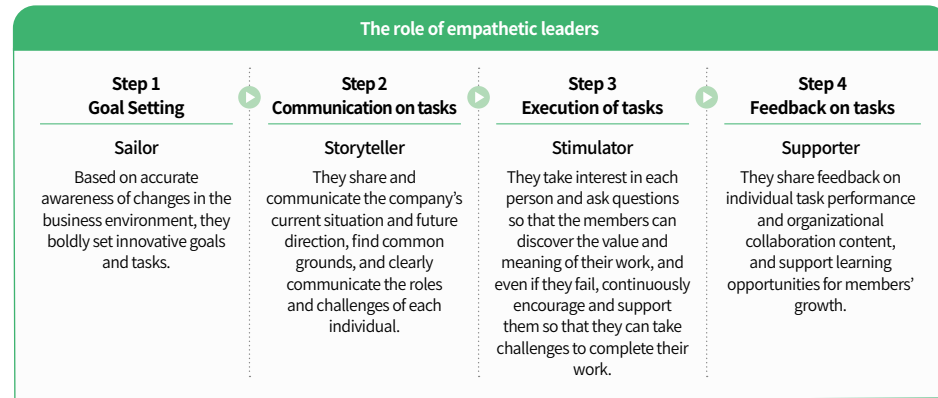 The role of empathetic leaders
Step 1
Goal Setting
Sailor
Based on accurate
awareness of changes in the
business environment, they
boldly set innovative goals
and tasks.
Step 2
Communication on tasks
Storyteller
They share and
communicate the company's
current situation and future
direction, find common
grounds, and clearly
communicate the roles
and challenges of each
individual.
Step 3
Execution of tasks
Stimulator
They take interest in each
person and ask questions
so that the members can
discover the value and
meaning of their work, and
even if they fail, continuously
encourage and support
them so that they can take
challenges to complete their
work.
Step 4
Feedback on tasks
Supporter
They share feedback on
individual task performance
and organizational
collaboration content,
and support learning
opportunities for members'
growth.